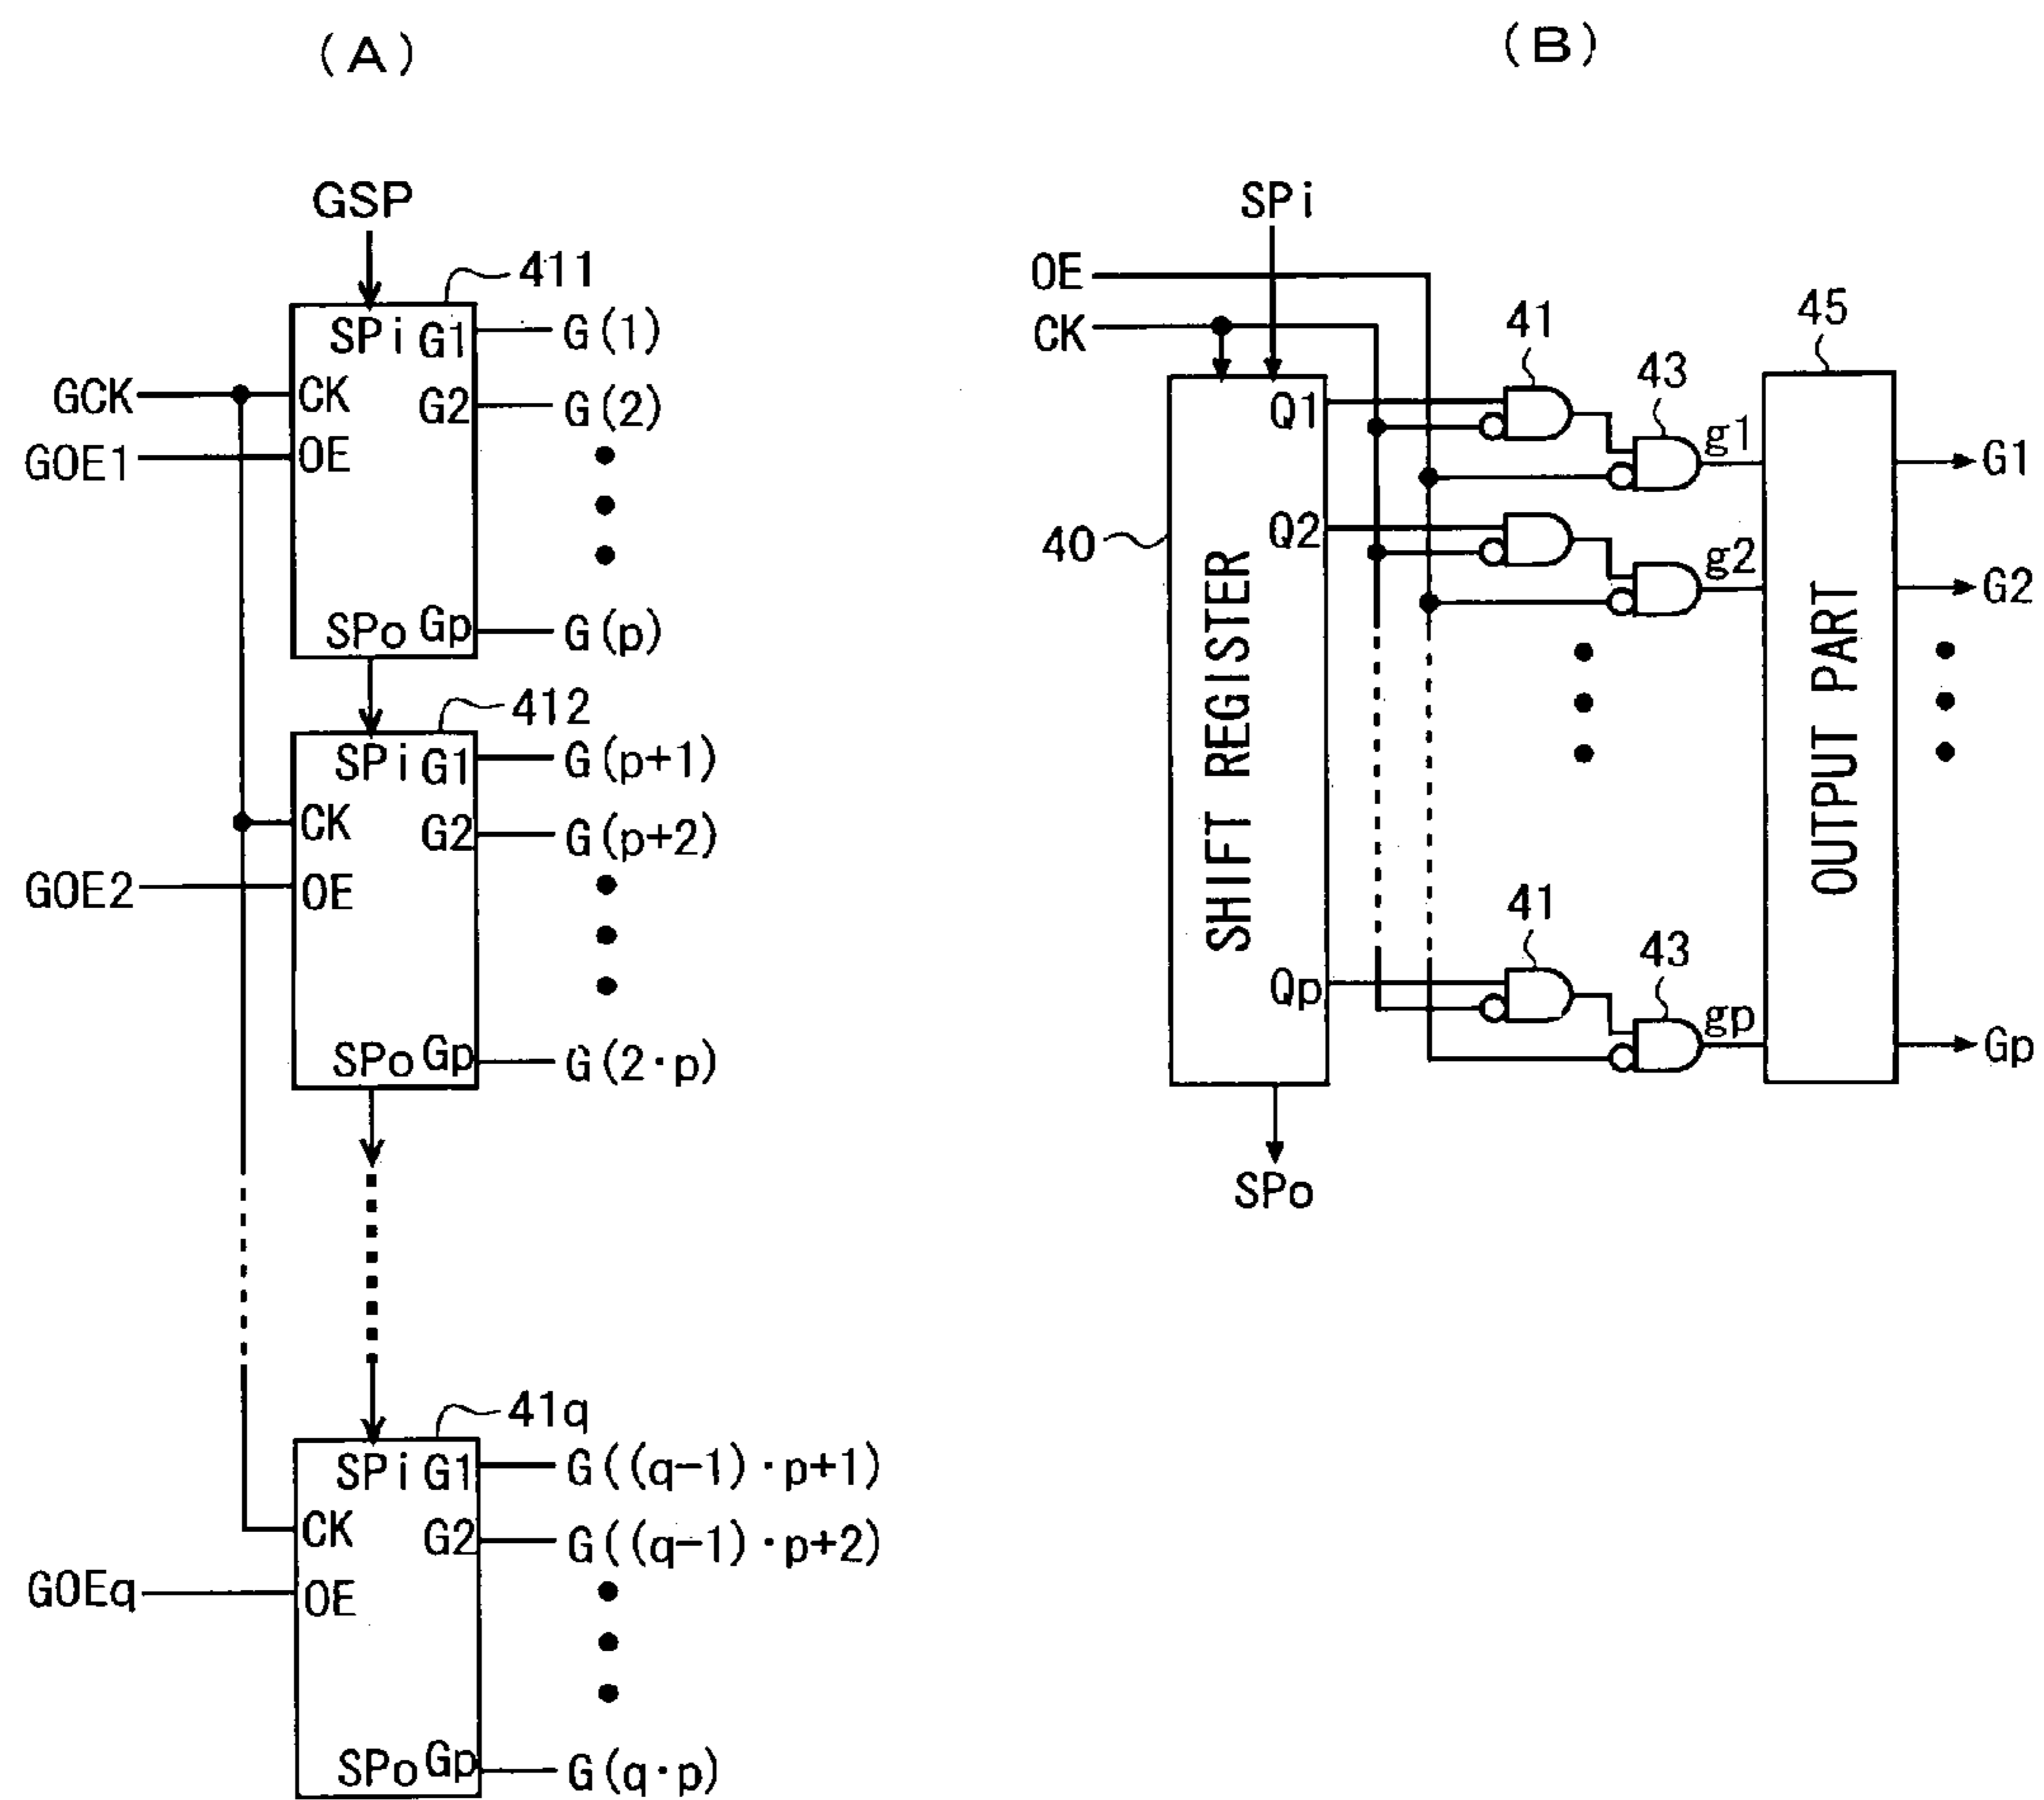 (A)
GSP
411
SPi G1 G(1)
GCK CK G2 G(2)
GOE1 OE
SPo Gp G(p)
412
SPi G1 G(p+1)
CK G2 G(p+2)
GOE2 OE
SPo Gp G(2·p)
41q
SPi G1 G((q-1)·p+1)
CK G2 G((q-1)·p+2)
GOEq OE
SPo Gp G(q·p)
(B)
SPi
OE
CK
41
43
45
Q1 g1 G1
40
Q2 g2 G2
SHIFT REGISTER
OUTPUT PART
41
43
Qp gp Gp
SPo